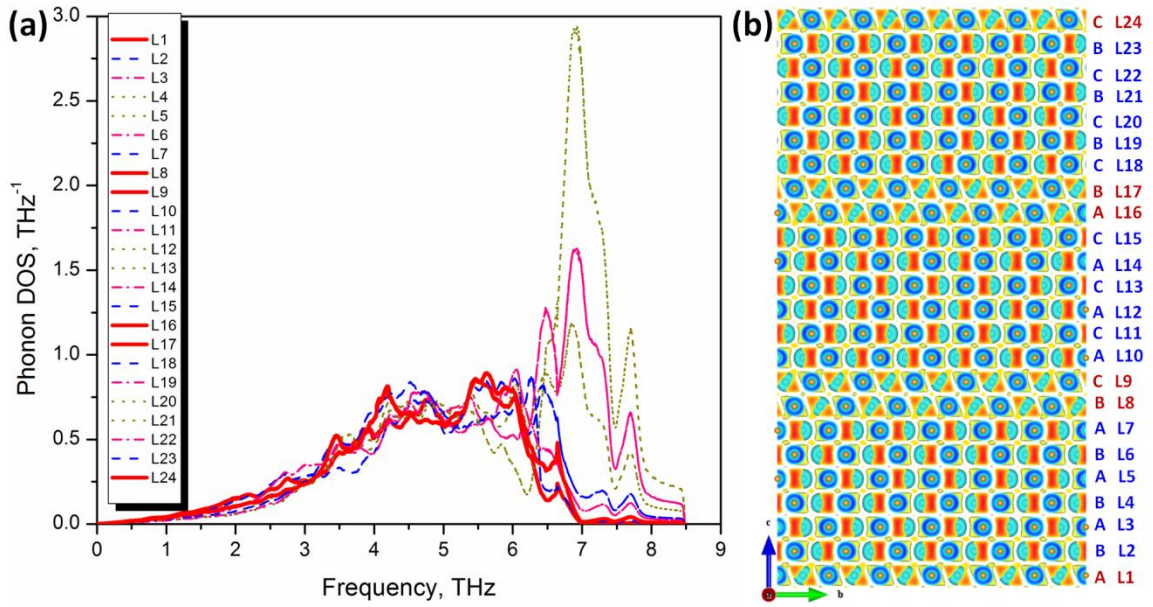 (a)
Phonon DOS, THz⁻¹
3.0
2.5
2.0
1.5
1.0
0.5
0.0
L1
L2
L3
L4
L5
L6
L7
L8
L9
L10
L11
L12
L13
L14
L15
L16
L17
L18
L19
L20
L21
L22
L23
L24
0 1 2 3 4 5 6 7 8 9
Frequency, THz
(b)
C L24
B L23
C L22
B L21
C L20
B L19
C L18
B L17
A L16
C L15
A L14
C L13
A L12
C L11
A L10
C L9
B L8
A L7
B L6
A L5
B L4
A L3
B L2
A L1
c
b